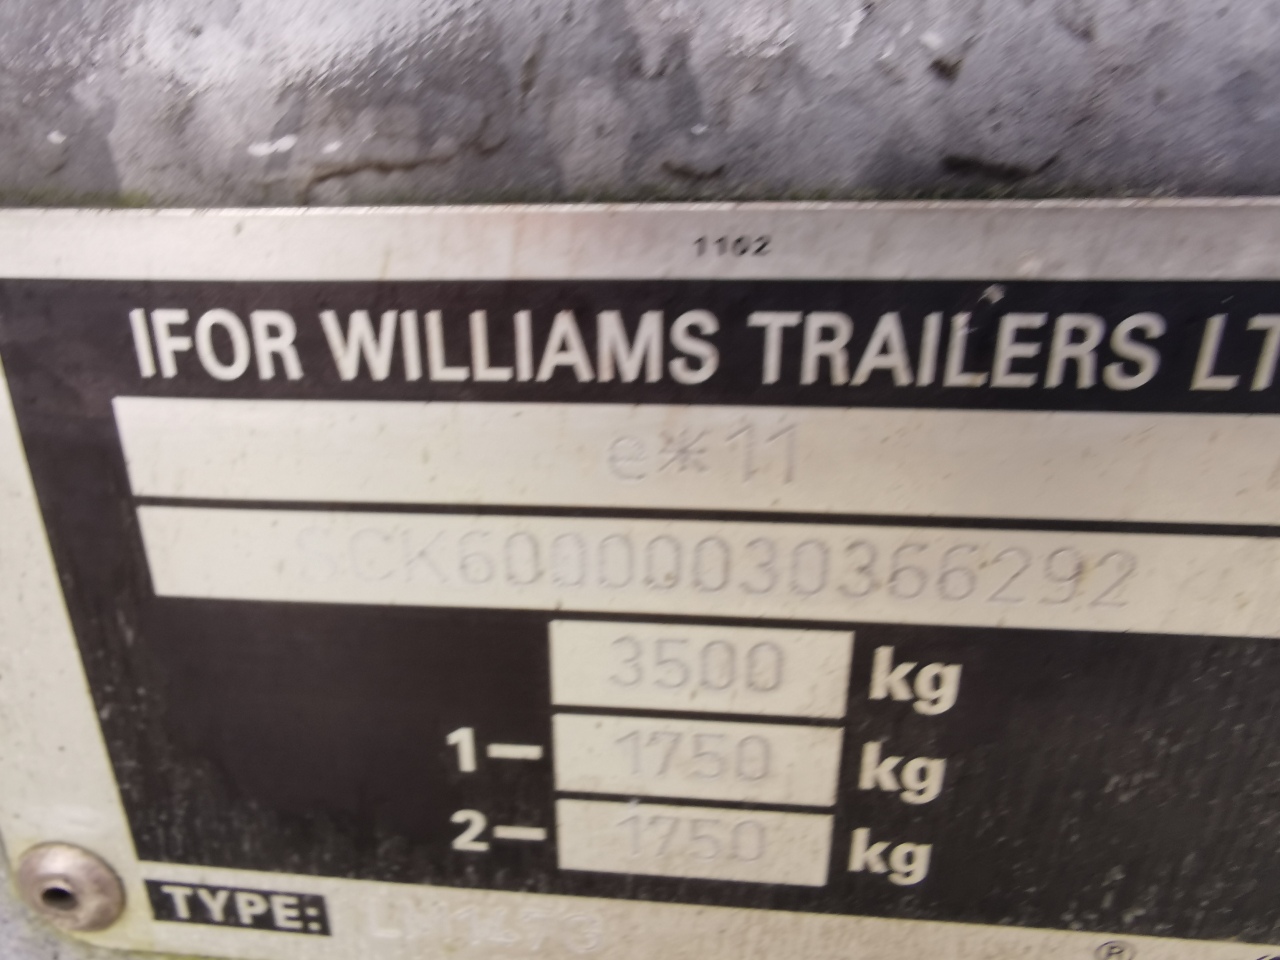 1102
IFOR WILLIAMS TRAILERS LT
e*11
SCK60000030366292
3500 kg
1– 1750 kg
2– 1750 kg
TYPE:
®